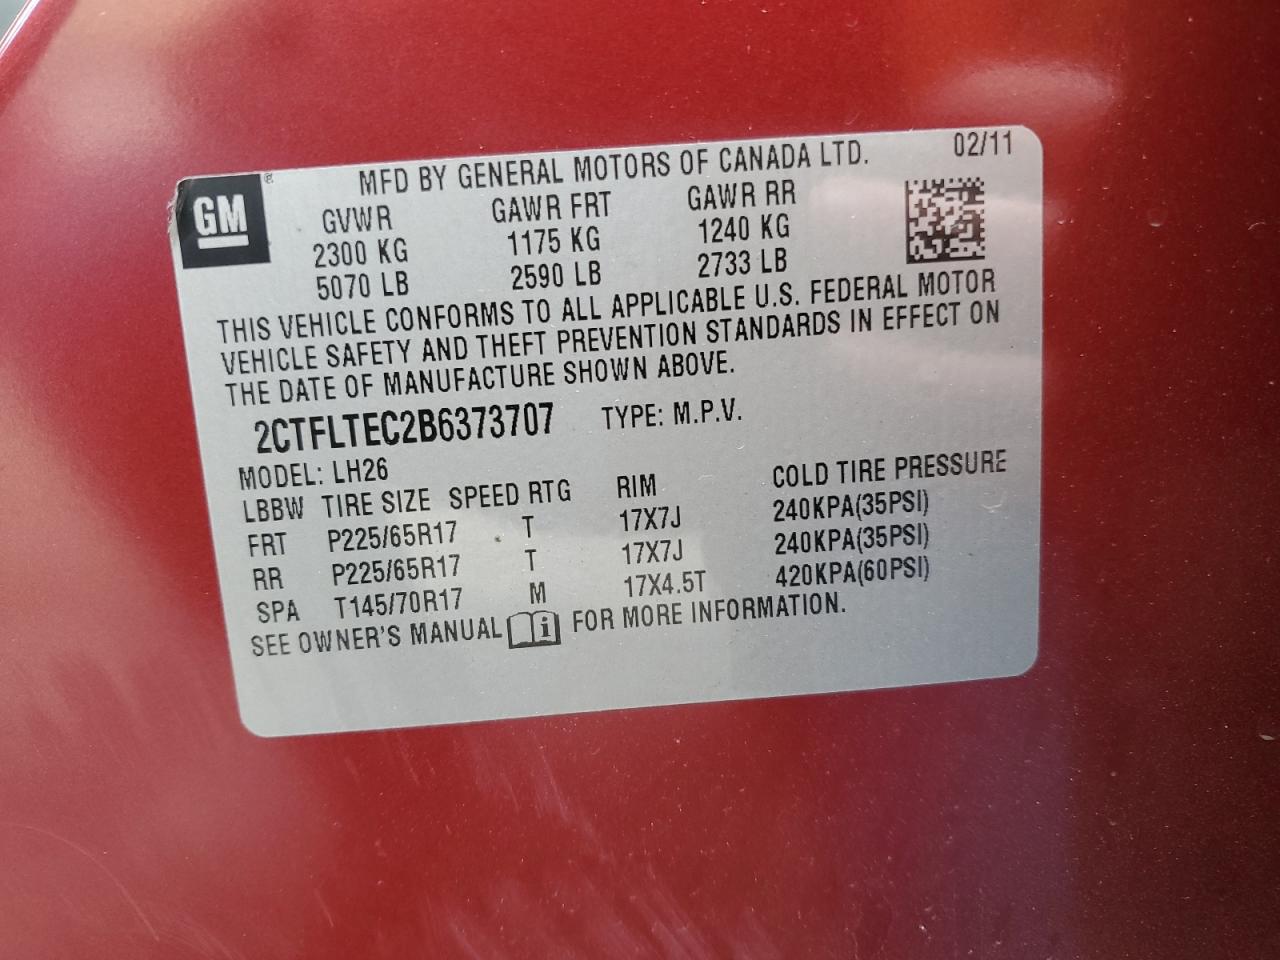 GM ®
MFD BY GENERAL MOTORS OF CANADA LTD. 02/11
GVWR GAWR FRT GAWR RR
2300 KG 1175 KG 1240 KG
5070 LB 2590 LB 2733 LB
THIS VEHICLE CONFORMS TO ALL APPLICABLE U.S. FEDERAL MOTOR
VEHICLE SAFETY AND THEFT PREVENTION STANDARDS IN EFFECT ON
THE DATE OF MANUFACTURE SHOWN ABOVE.
2CTFLTEC2B6373707 TYPE: M.P.V.
MODEL: LH26
LBBW TIRE SIZE SPEED RTG RIM COLD TIRE PRESSURE
FRT P225/65R17 T 17X7J 240KPA(35PSI)
RR P225/65R17 T 17X7J 240KPA(35PSI)
SPA T145/70R17 M 17X4.5T 420KPA(60PSI)
SEE OWNER'S MANUAL i FOR MORE INFORMATION.